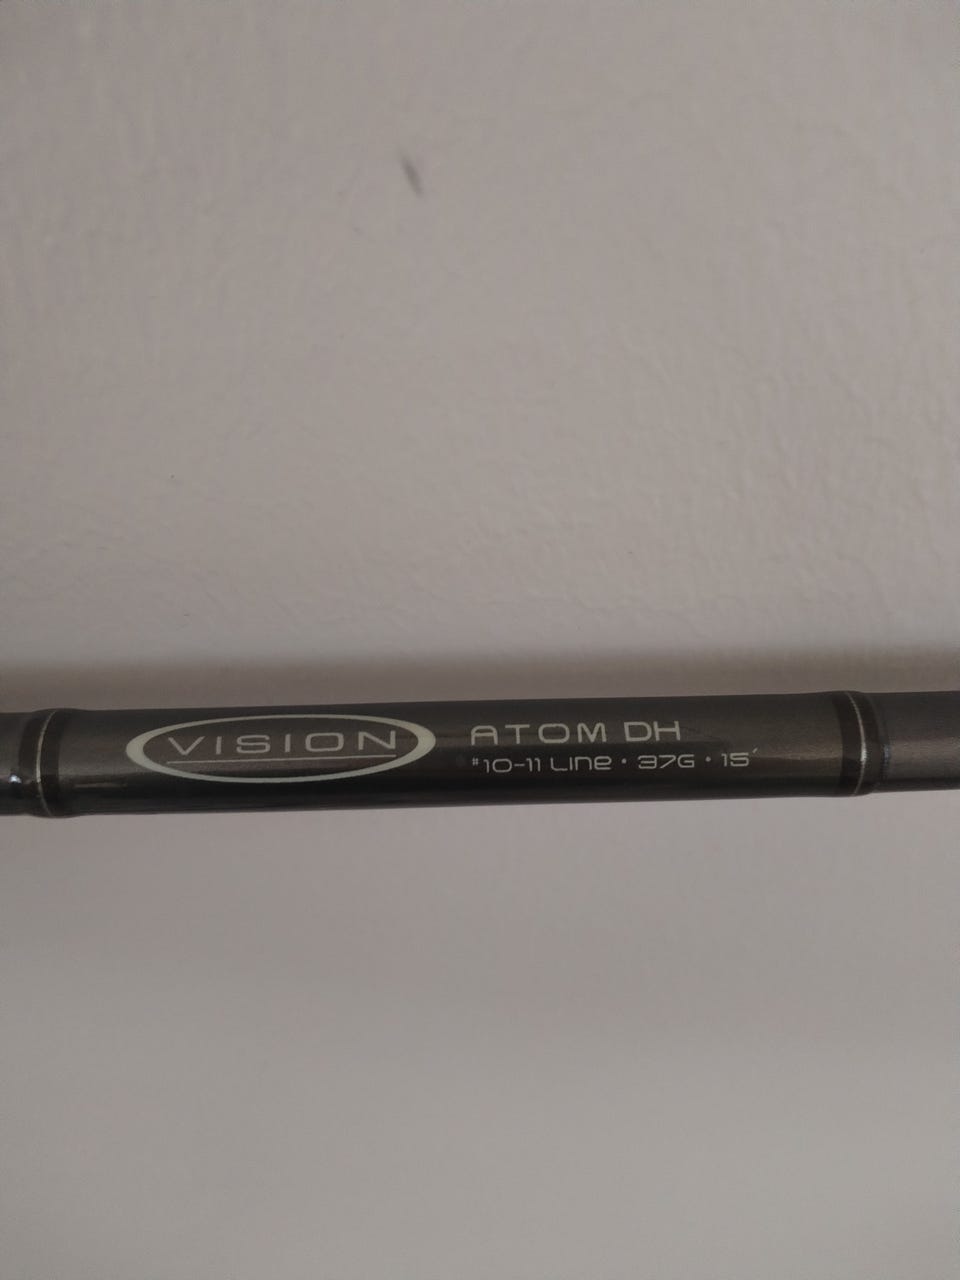 VISION
ATOM DH
#10-11 Line · 37G · 15'